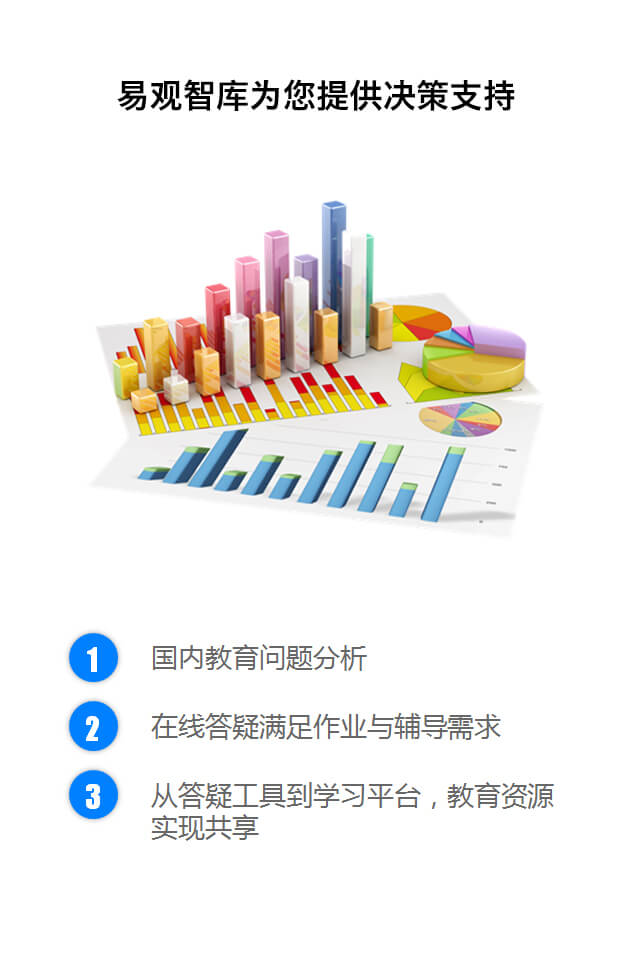 易观智库为您提供决策支持
1 国内教育问题分析
2 在线答疑满足作业与辅导需求
3 从答疑工具到学习平台，教育资源
实现共享